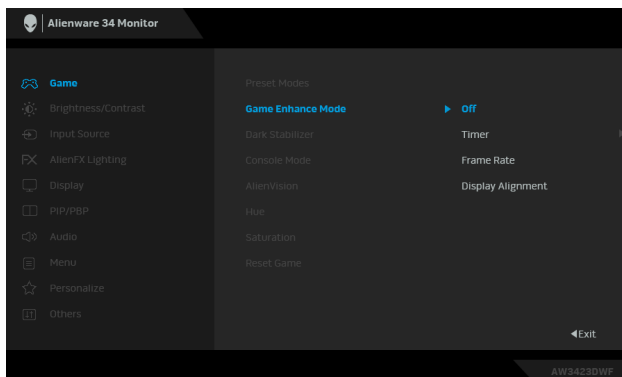 Alienware 34 Monitor
Game
Brightness/Contrast
Input Source
AlienFX Lighting
Display
PIP/PBP
Audio
Menu
Personalize
Others
Preset Modes
Game Enhance Mode
Dark Stabilizer
Console Mode
AlienVision
Hue
Saturation
Reset Game
Off
Timer
Frame Rate
Display Alignment
Exit
AW3423DWF